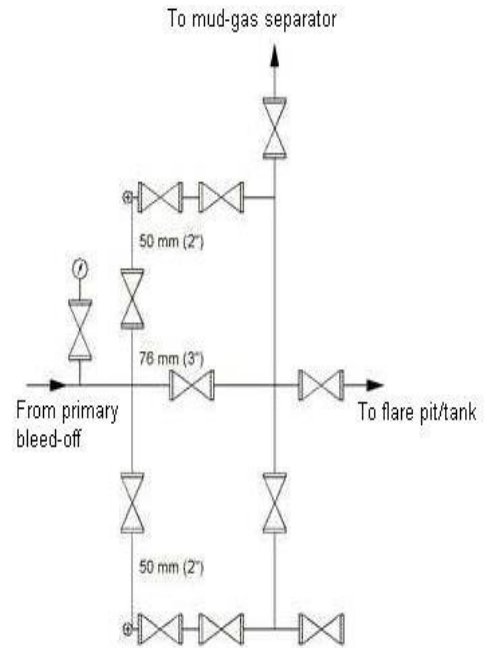 To mud-gas separator
50 mm (2")
76 mm (3")
From primary
bleed-off
To flare pit/tank
50 mm (2")